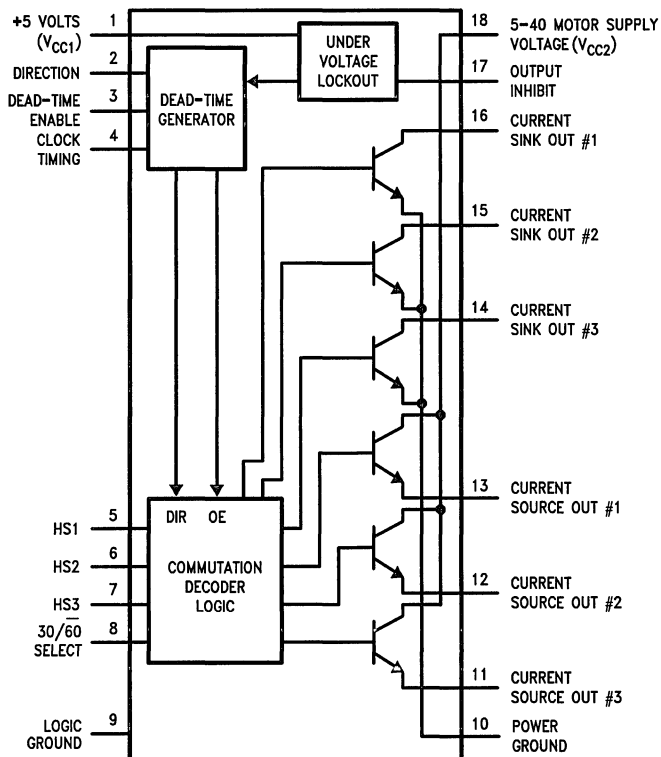 +5 VOLTS
(VCC1)
1
DIRECTION
2
DEAD-TIME
ENABLE
3
CLOCK
TIMING
4
DEAD-TIME
GENERATOR
UNDER
VOLTAGE
LOCKOUT
18
5-40 MOTOR SUPPLY
VOLTAGE (VCC2)
17
OUTPUT
INHIBIT
16
CURRENT
SINK OUT #1
15
CURRENT
SINK OUT #2
14
CURRENT
SINK OUT #3
13
CURRENT
SOURCE OUT #1
12
CURRENT
SOURCE OUT #2
11
CURRENT
SOURCE OUT #3
10
POWER
GROUND
DIR OE
COMMUTATION
DECODER
LOGIC
HS1
5
HS2
6
HS3
7
30/6̅0̅
SELECT
8
LOGIC
GROUND
9